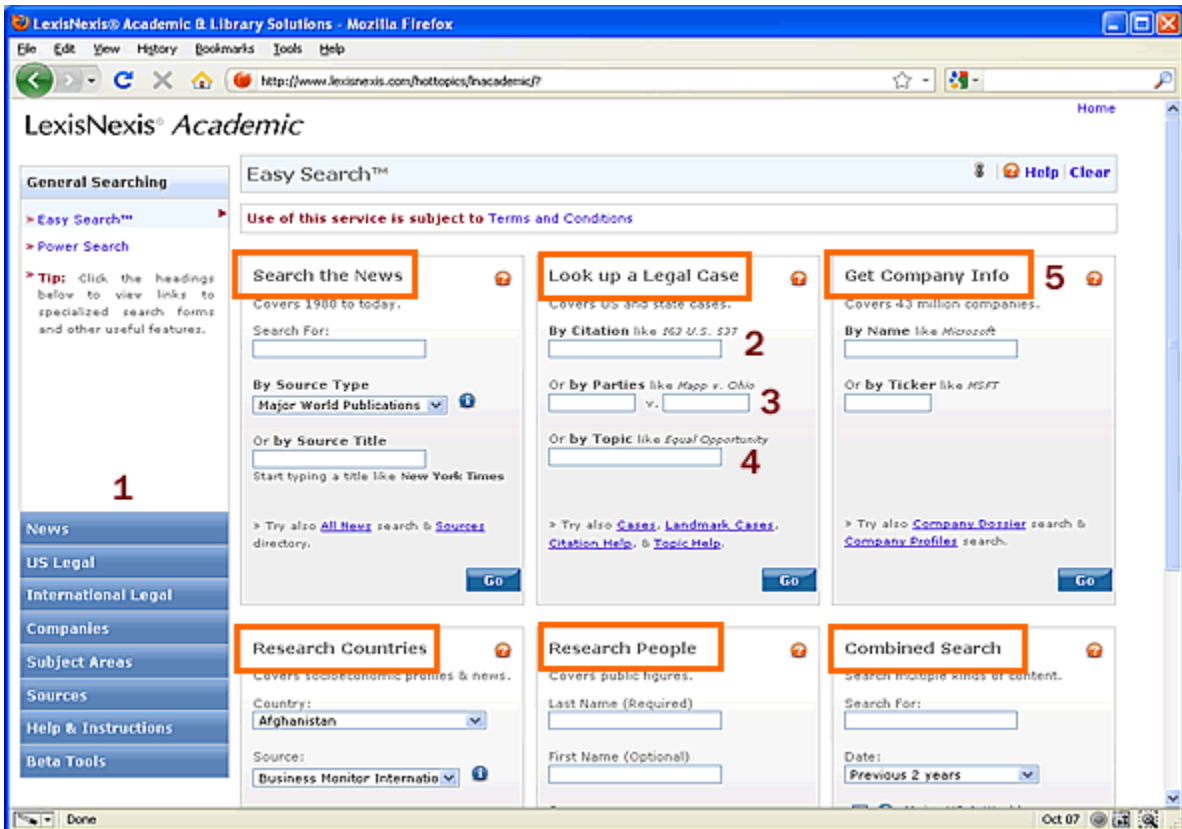 LexisNexis® Academic & Library Solutions - Mozilla Firefox
File Edit View History Bookmarks Tools Help
http://www.lexisnexis.com/hottopics/lnacademic/?
Home
LexisNexis® Academic
General Searching
Easy Search™
Power Search
Tip: Click the headings
below to view links to
specialized search forms
and other useful features.
1
News
US Legal
International Legal
Companies
Subject Areas
Sources
Help & Instructions
Beta Tools
Easy Search™
Help | Clear
Use of this service is subject to Terms and Conditions
Search the News
Covers 1980 to today.
Search For:
By Source Type
Major World Publications
Or by Source Title
Start typing a title like New York Times
» Try also All News search & Sources
directory.
Go
Look up a Legal Case
Covers US and state cases.
By Citation like 163 U.S. 537
2
Or by Parties like Mapp v. Ohio
v.
3
Or by Topic like Equal Opportunity
4
» Try also Cases, Landmark Cases,
Citation Help, & Topic Help.
Go
Get Company Info
5
Covers 43 million companies.
By Name like Microsoft
Or by Ticker like MSFT
» Try also Company Dossier search &
Company Profiles search.
Go
Research Countries
Covers socioeconomic profiles & news.
Country:
Afghanistan
Source:
Business Monitor Internatio
Research People
Covers public figures.
Last Name (Required)
First Name (Optional)
Combined Search
Search multiple kinds of content.
Search For:
Date:
Previous 2 years
Done
Oct 07